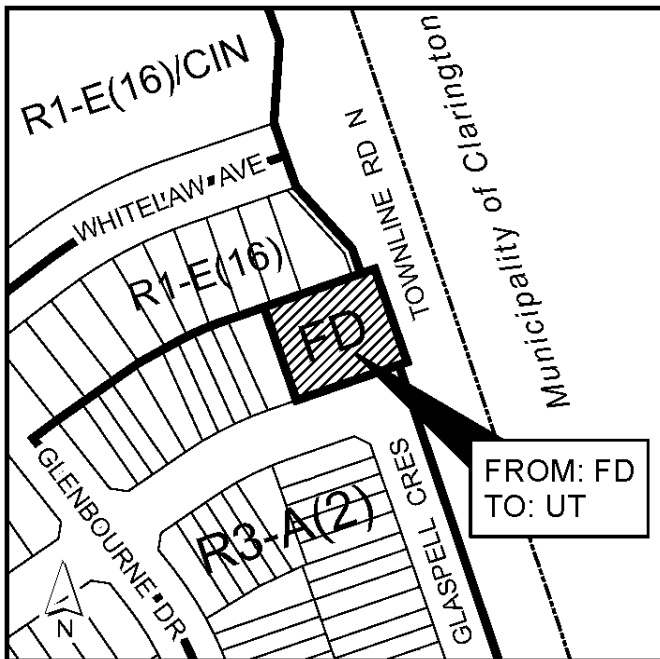 R1-E(16)/CIN
WHITELAW AVE
TOWNLINE RD N
Municipality of Clarington
R1-E(16)
FD
FROM: FD
TO: UT
GLENBOURNE DR
R3-A(2)
GLASPELL CRES
N